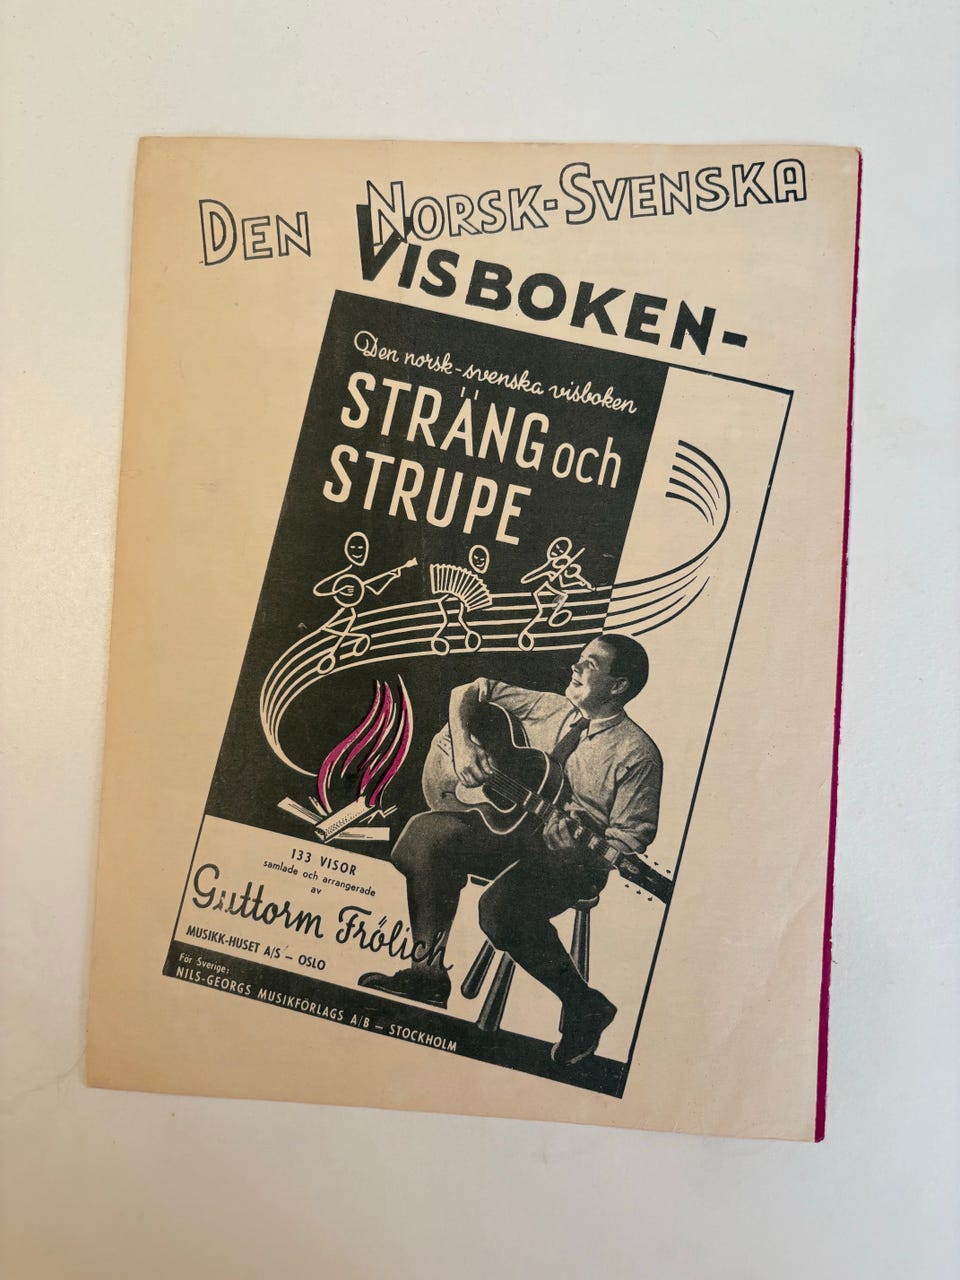 DEN NORSK-SVENSKA
VISBOKEN-
Den norsk-svenska visboken
STRÄNG och
STRUPE
133 VISOR
samlade och arrangerade
av
Guttorm Frölich
MUSIKK-HUSET A/S – OSLO
För Sverige:
NILS-GEORGS MUSIKFÖRLAGS A/B – STOCKHOLM